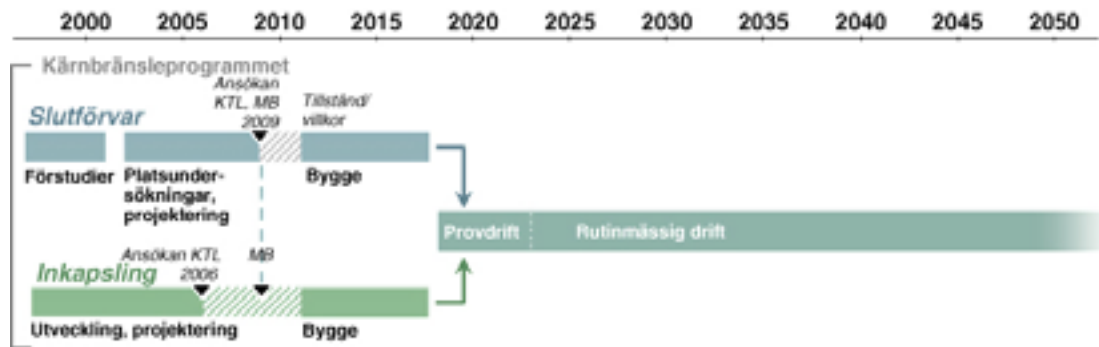 2000 2005 2010 2015 2020 2025 2030 2035 2040 2045 2050
Kärnbränsleprogrammet
Ansökan
KTL, MB
2009
Tillstånd/
villkor
Slutförvar
Förstudier
Platsunder-
sökningar,
projektering
Bygge
Provdrift
Rutinmässig drift
Ansökan KTL
2006
MB
Inkapsling
Utveckling, projektering
Bygge